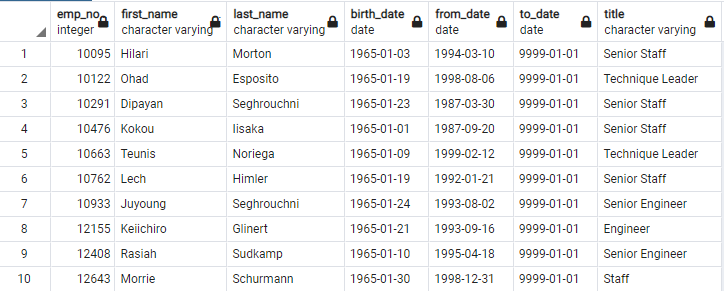 emp_no first_name last_name birth_date from_date to_date title
integer character varying character varying date date date character varying
1 10095 Hilari Morton 1965-01-03 1994-03-10 9999-01-01 Senior Staff
2 10122 Ohad Esposito 1965-01-19 1998-08-06 9999-01-01 Technique Leader
3 10291 Dipayan Seghrouchni 1965-01-23 1987-03-30 9999-01-01 Senior Staff
4 10476 Kokou Iisaka 1965-01-01 1987-09-20 9999-01-01 Senior Staff
5 10663 Teunis Noriega 1965-01-09 1999-02-12 9999-01-01 Technique Leader
6 10762 Lech Himler 1965-01-19 1992-01-21 9999-01-01 Senior Staff
7 10933 Juyoung Seghrouchni 1965-01-24 1993-08-02 9999-01-01 Senior Engineer
8 12155 Keiichiro Glinert 1965-01-21 1993-09-16 9999-01-01 Engineer
9 12408 Rasiah Sudkamp 1965-01-10 1995-04-18 9999-01-01 Senior Engineer
10 12643 Morrie Schurmann 1965-01-30 1998-12-31 9999-01-01 Staff